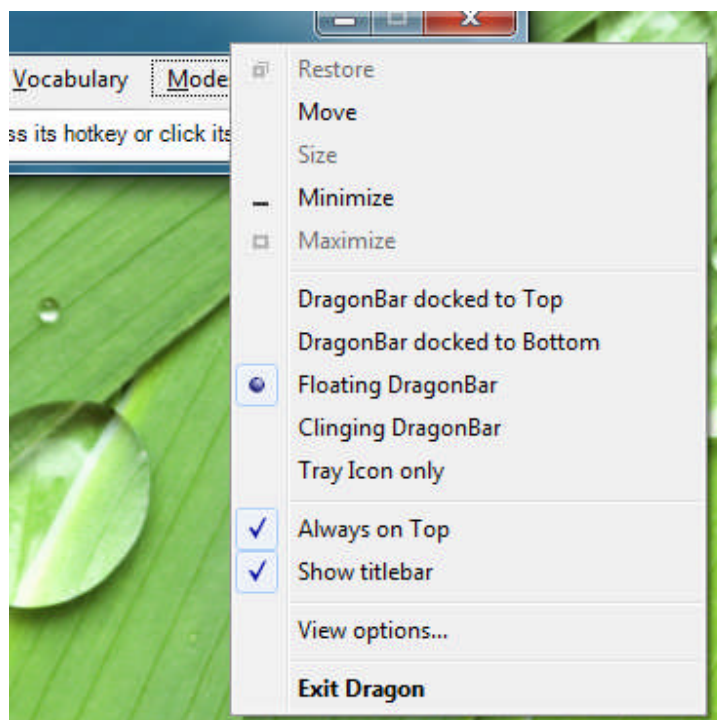 Vocabulary Mode
ss its hotkey or click its
Restore
Move
Size
Minimize
Maximize
DragonBar docked to Top
DragonBar docked to Bottom
Floating DragonBar
Clinging DragonBar
Tray Icon only
Always on Top
Show titlebar
View options...
Exit Dragon